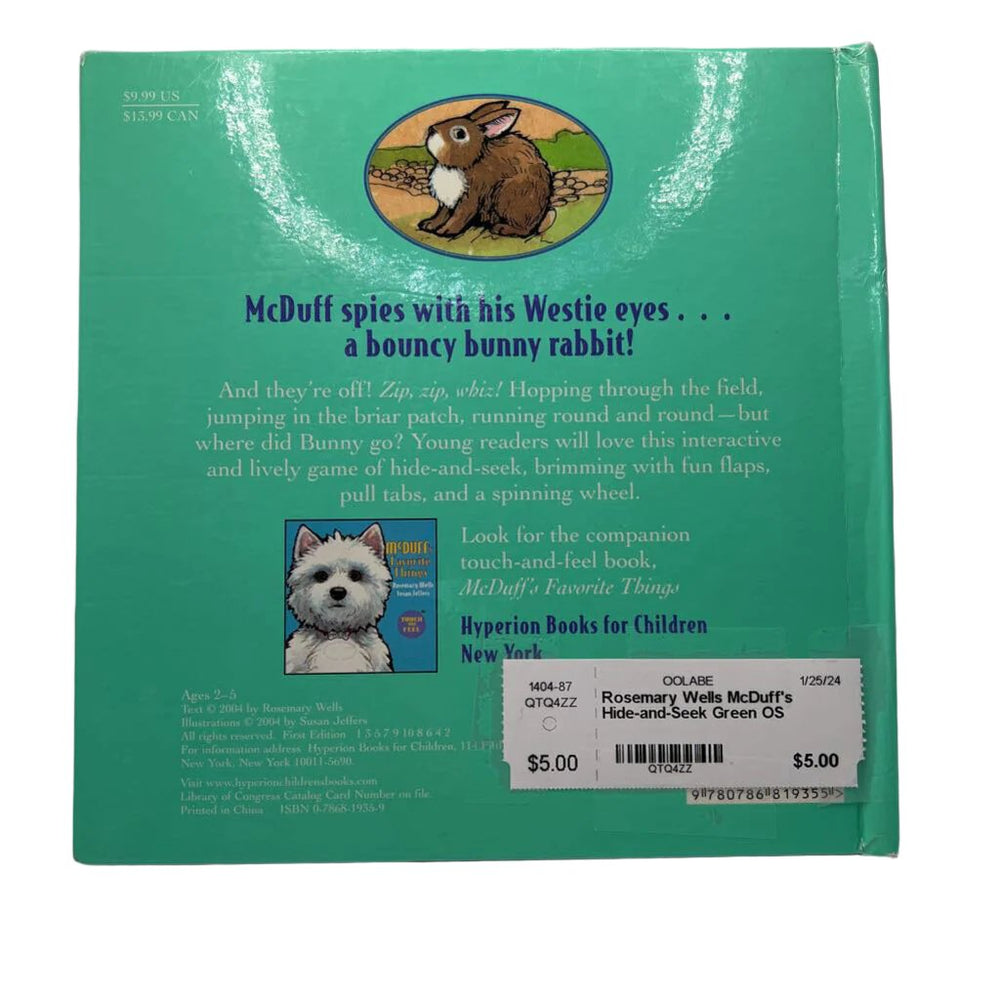 $9.99 US
$13.99 CAN
McDuff spies with his Westie eyes . . .
a bouncy bunny rabbit!
And they're off! Zip, zip, whiz! Hopping through the field,
jumping in the briar patch, running round and round—but
where did Bunny go? Young readers will love this interactive
and lively game of hide-and-seek, brimming with fun flaps,
pull tabs, and a spinning wheel.
McDUFF'S
Favorite
Things
Rosemary Wells
Susan Jeffers
TOUCH
AND
FEEL
Look for the companion
touch-and-feel book,
McDuff's Favorite Things
Hyperion Books for Children
New York
Ages 2–5
Text © 2004 by Rosemary Wells
Illustrations © 2004 by Susan Jeffers
All rights reserved. First Edition 1 3 5 7 9 10 8 6 4 2
For information address Hyperion Books for Children, 114 Fif
New York, New York 10011-5690.
Visit www.hyperionchildrensbooks.com
Library of Congress Catalog Card Number on file.
Printed in China ISBN 0-7868-1935-9
1404-87
QTQ4ZZ
$5.00
OOLABE 1/25/24
Rosemary Wells McDuff's
Hide-and-Seek Green OS
QTQ4ZZ
$5.00
9 780786 819355 >